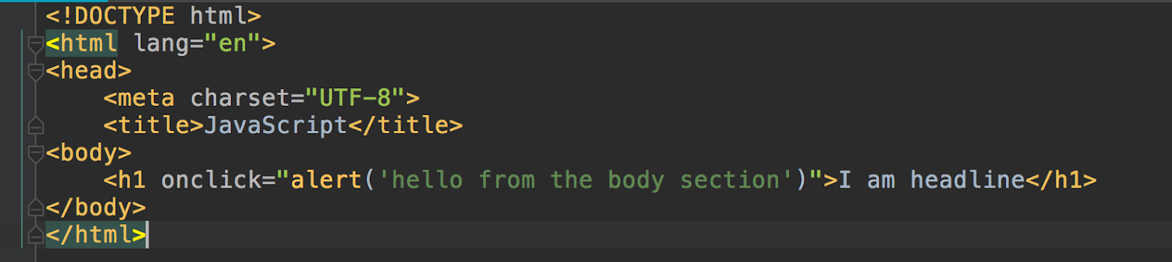 <!DOCTYPE html>
<html lang="en">
<head>
    <meta charset="UTF-8">
    <title>JavaScript</title>
<body>
    <h1 onclick="alert('hello from the body section')">I am headline</h1>
</body>
</html>